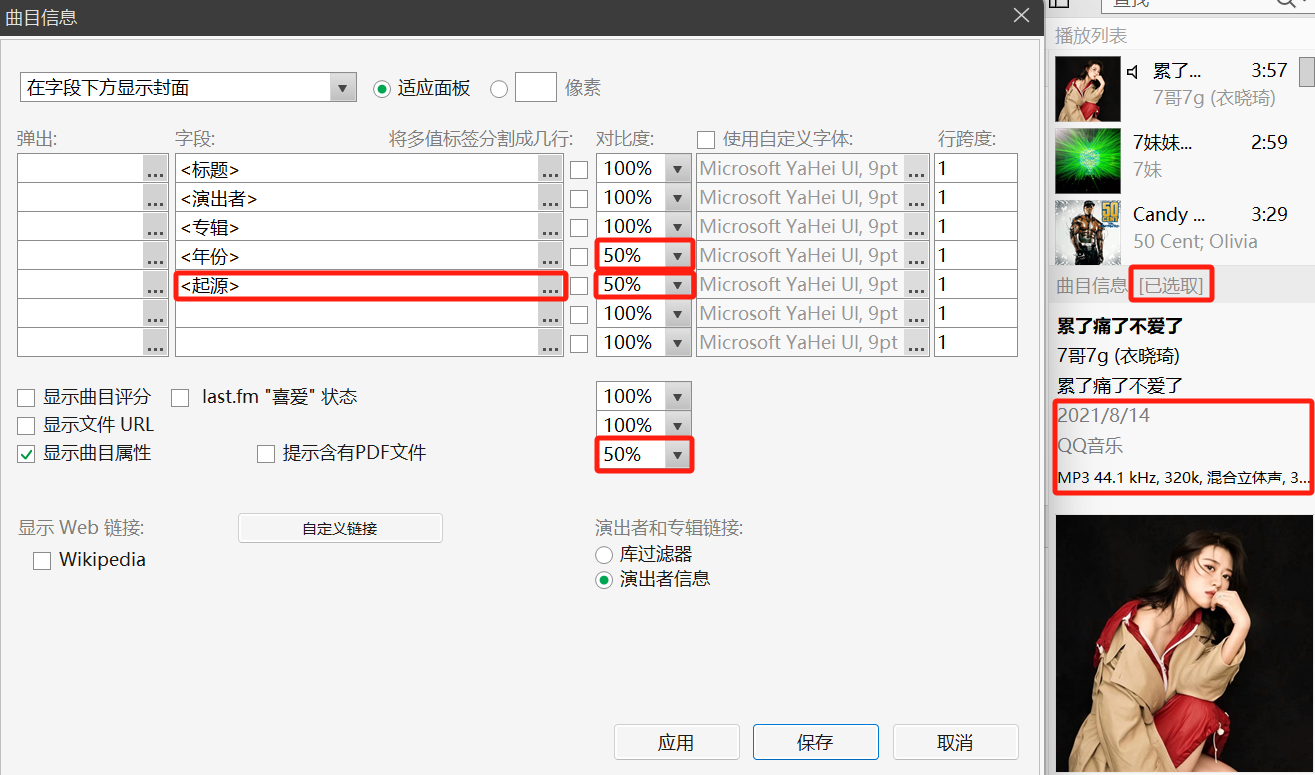 曲目信息
在字段下方显示封面 适应面板 像素
弹出: 字段: 将多值标签分割成几行: 对比度: 使用自定义字体: 行跨度:
... <标题> ... 100% Microsoft YaHei UI, 9pt ... 1
... <演出者> ... 100% Microsoft YaHei UI, 9pt ... 1
... <专辑> ... 100% Microsoft YaHei UI, 9pt ... 1
... <年份> ... 50% Microsoft YaHei UI, 9pt ... 1
... <起源> ... 50% Microsoft YaHei UI, 9pt ... 1
... ... 100% Microsoft YaHei UI, 9pt ... 1
... ... 100% Microsoft YaHei UI, 9pt ... 1
显示曲目评分 last.fm "喜爱" 状态 100%
显示文件 URL 100%
显示曲目属性 提示含有PDF文件 50%
显示 Web 链接: 自定义链接 演出者和专辑链接:
Wikipedia 库过滤器
演出者信息
应用 保存 取消
查找
播放列表
累了... 3:57
7哥7g (衣晓琦)
7妹妹... 2:59
7妹
Candy ... 3:29
50 Cent; Olivia
曲目信息 [已选取]
累了痛了不爱了
7哥7g (衣晓琦)
累了痛了不爱了
2021/8/14
QQ音乐
MP3 44.1 kHz, 320k, 混合立体声, 3...